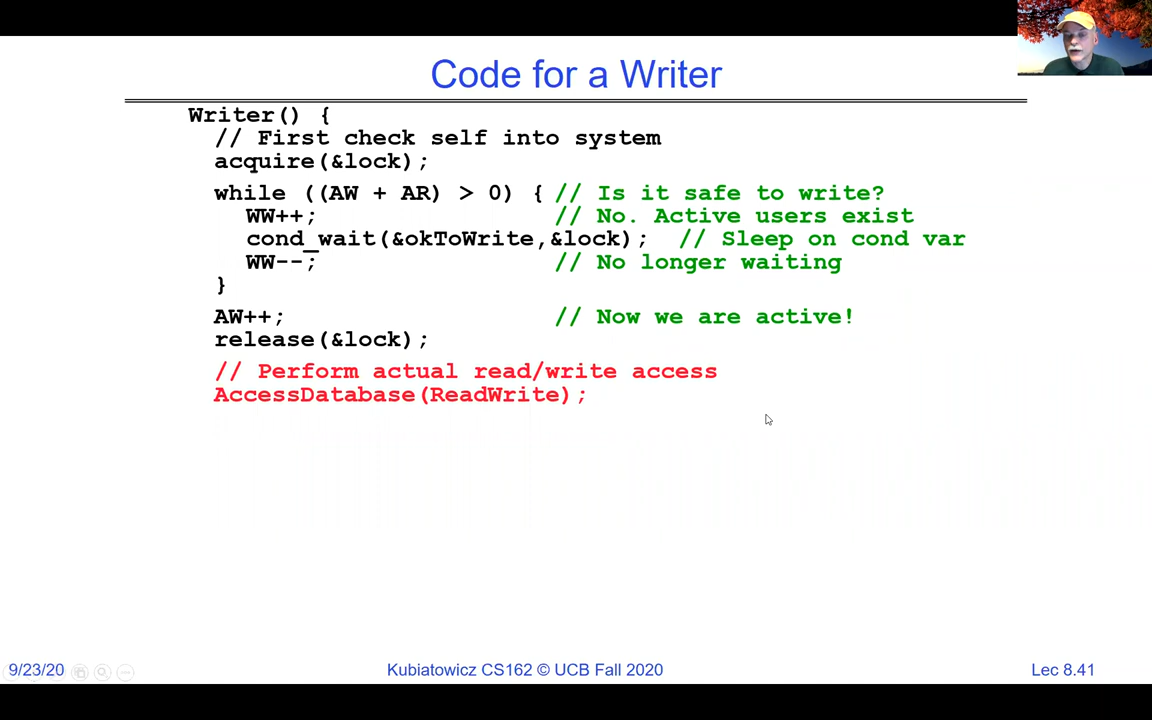 Code for a Writer
Writer() {
// First check self into system
acquire(&lock);
while ((AW + AR) > 0) { // Is it safe to write?
WW++; // No. Active users exist
cond_wait(&okToWrite,&lock); // Sleep on cond var
WW--; // No longer waiting
}
AW++; // Now we are active!
release(&lock);
// Perform actual read/write access
AccessDatabase(ReadWrite);
9/23/20 Kubiatowicz CS162 © UCB Fall 2020 Lec 8.41